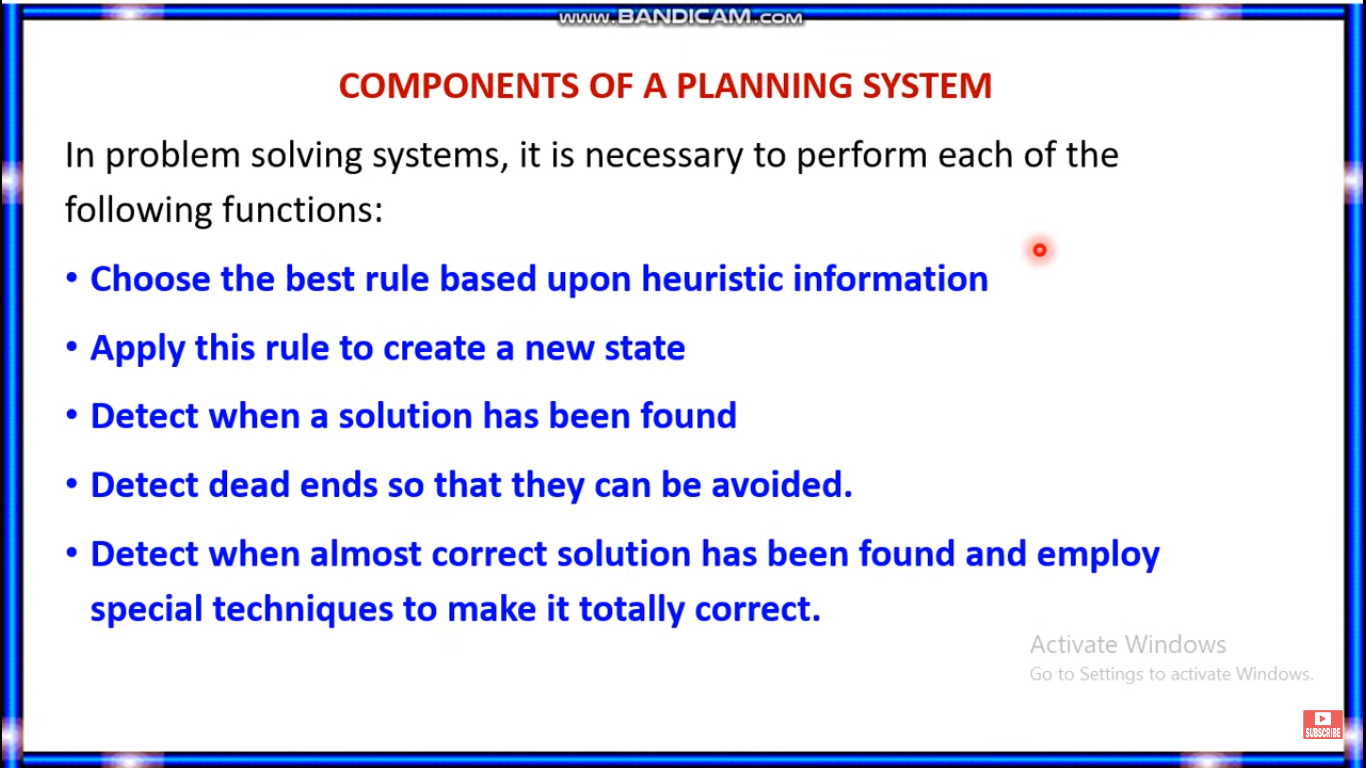 www.BANDICAM.com
COMPONENTS OF A PLANNING SYSTEM
In problem solving systems, it is necessary to perform each of the
following functions:
• Choose the best rule based upon heuristic information
• Apply this rule to create a new state
• Detect when a solution has been found
• Detect dead ends so that they can be avoided.
• Detect when almost correct solution has been found and employ
special techniques to make it totally correct.
Activate Windows
Go to Settings to activate Windows.
SUBSCRIBE